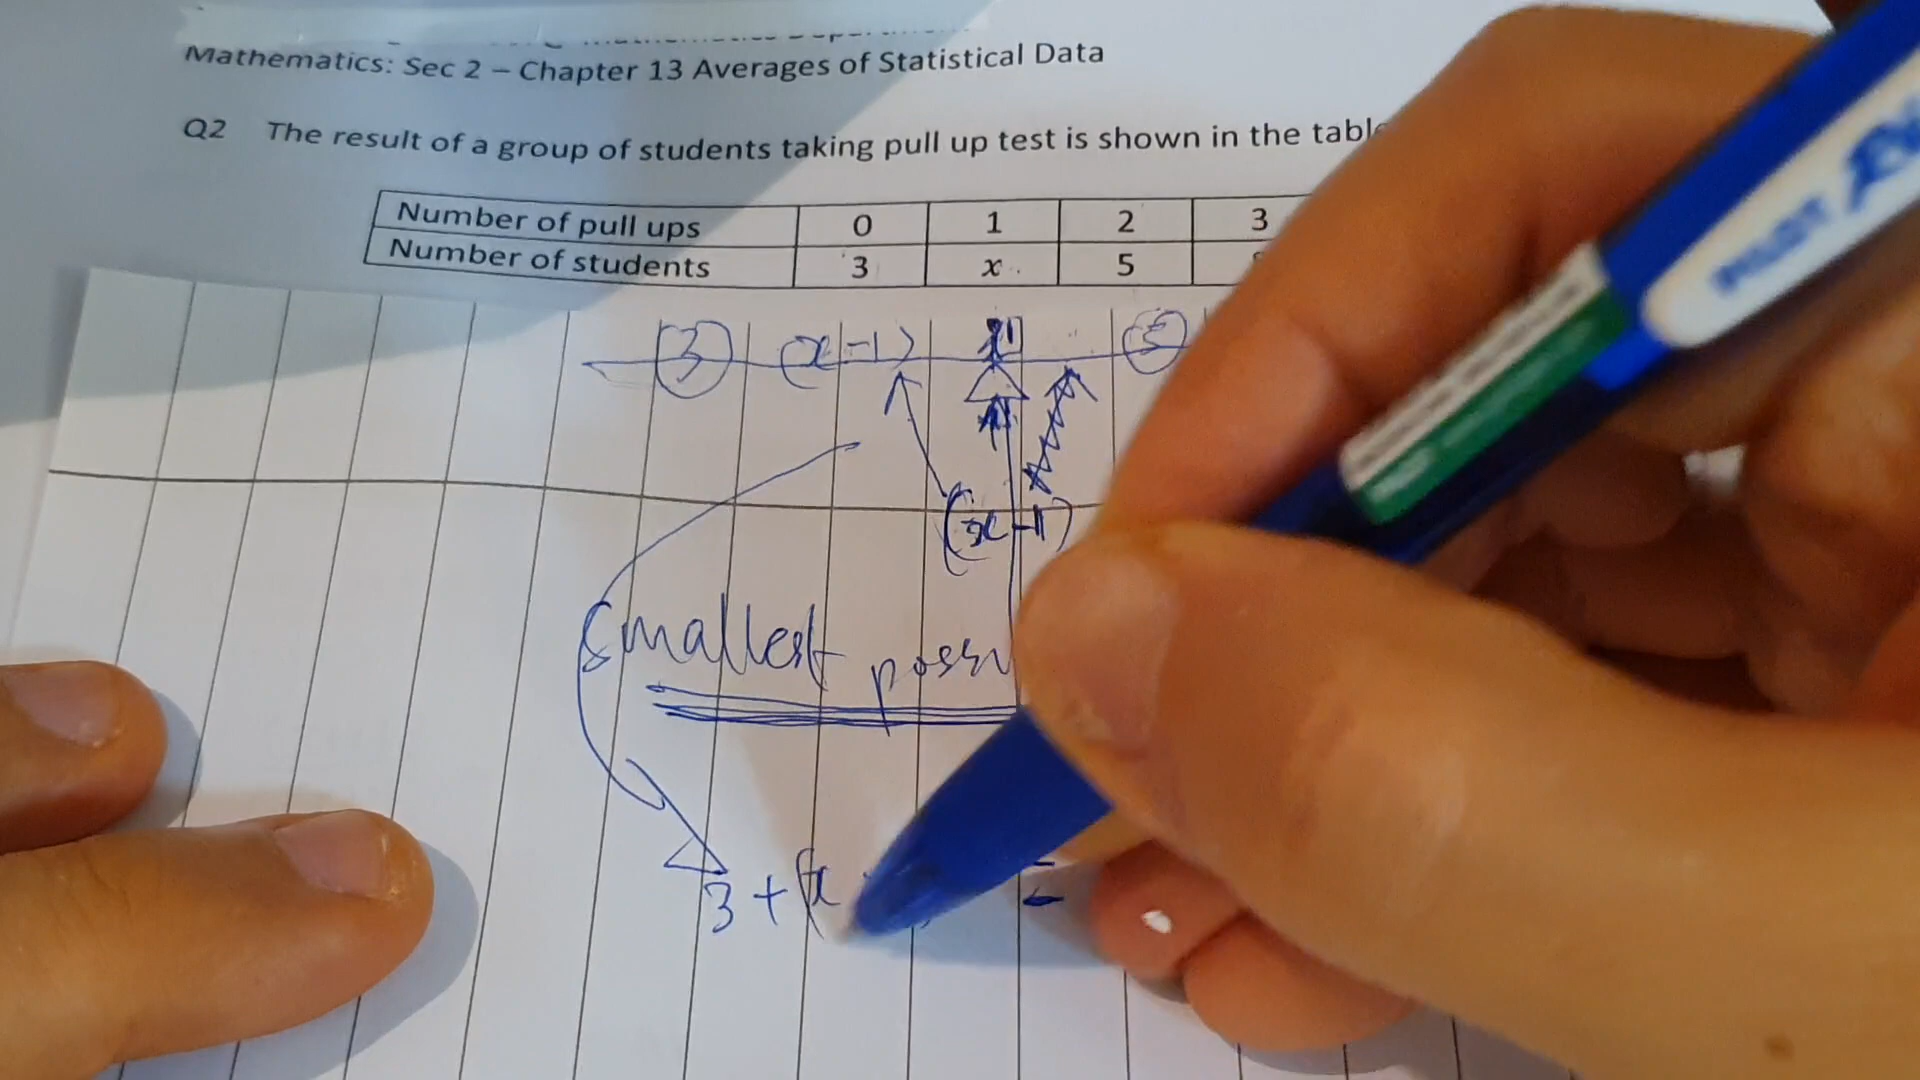 Mathematics: Sec 2 – Chapter 13 Averages of Statistical Data
Q2 The result of a group of students taking pull up test is shown in the
Number of pull ups 0 1 2 3
Number of students 3 x 5
3 (x-1) 5
(x-1)
Smallest
3 + (x =
PILOT